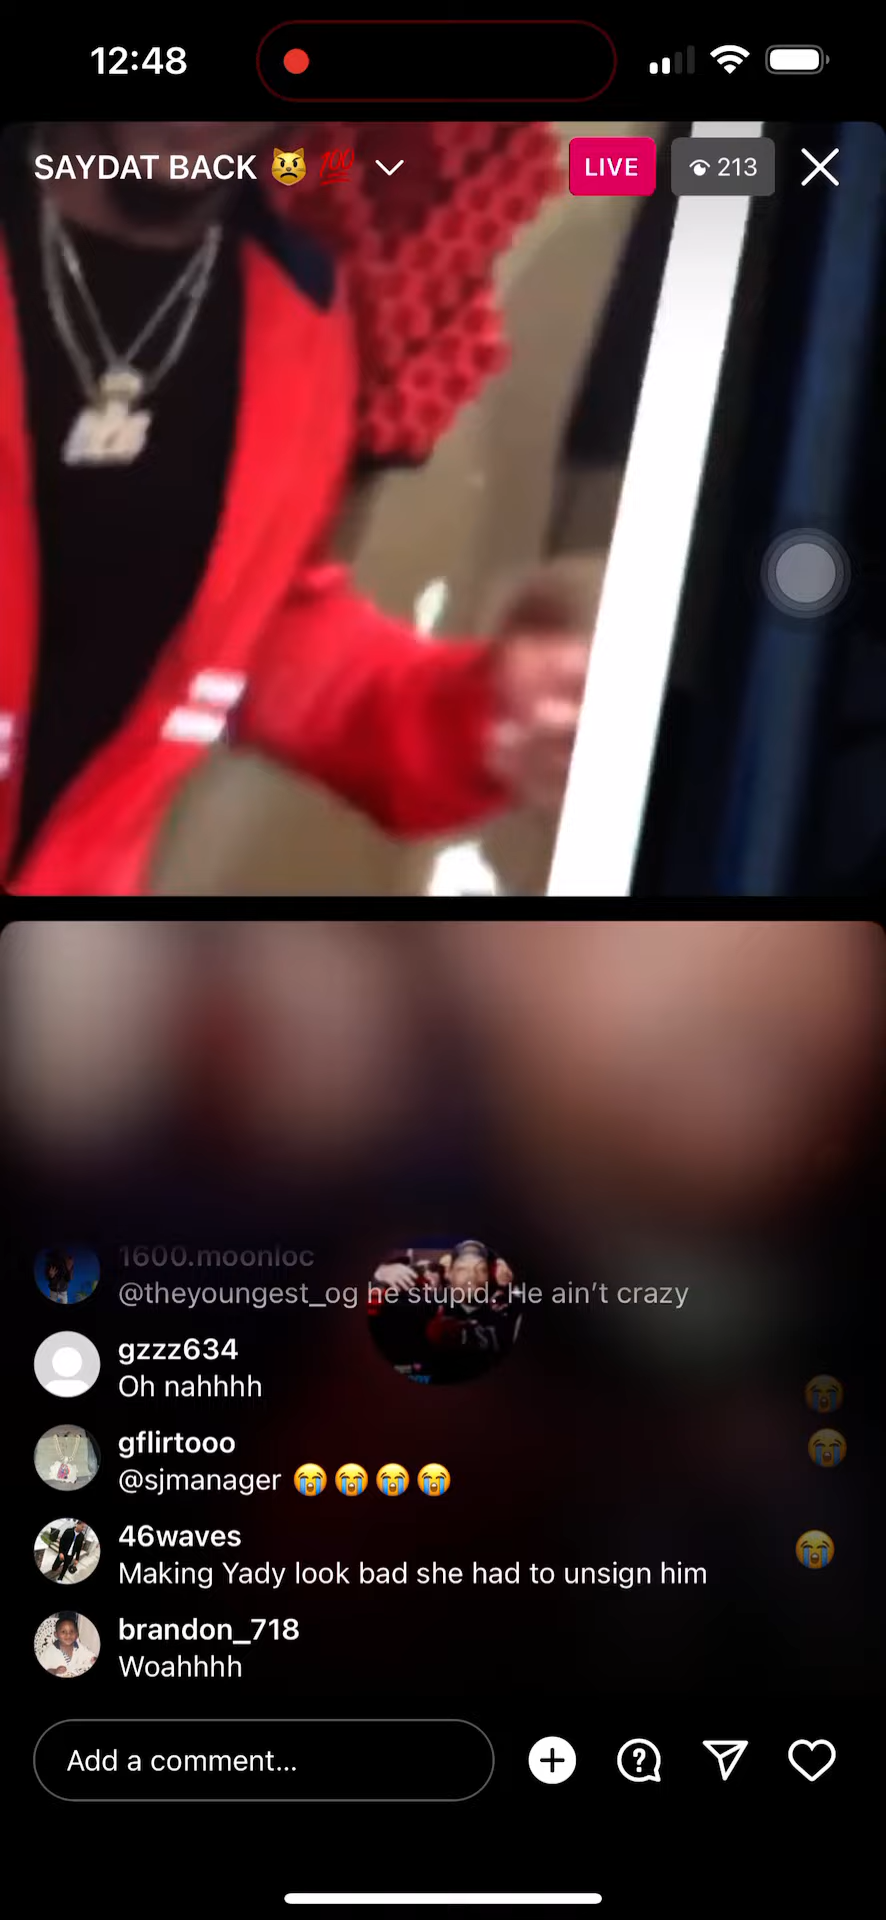 12:48
SAYDAT BACK 😾 💯
LIVE
213
1600.moonloc
@theyoungest_og he stupid. He ain’t crazy
gzzz634
Oh nahhhh
gflirtooo
@sjmanager 😭😭😭😭
46waves
Making Yady look bad she had to unsign him
brandon_718
Woahhhh
Add a comment...